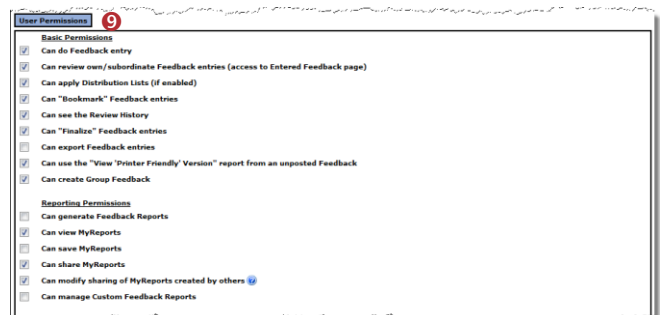 User Permissions 9
Basic Permissions
Can do Feedback entry
Can review own/subordinate Feedback entries (access to Entered Feedback page)
Can apply Distribution Lists (if enabled)
Can "Bookmark" Feedback entries
Can see the Review History
Can "Finalize" Feedback entries
Can export Feedback entries
Can use the "View 'Printer Friendly' Version" report from an unposted Feedback
Can create Group Feedback
Reporting Permissions
Can generate Feedback Reports
Can view MyReports
Can save MyReports
Can share MyReports
Can modify sharing of MyReports created by others
Can manage Custom Feedback Reports